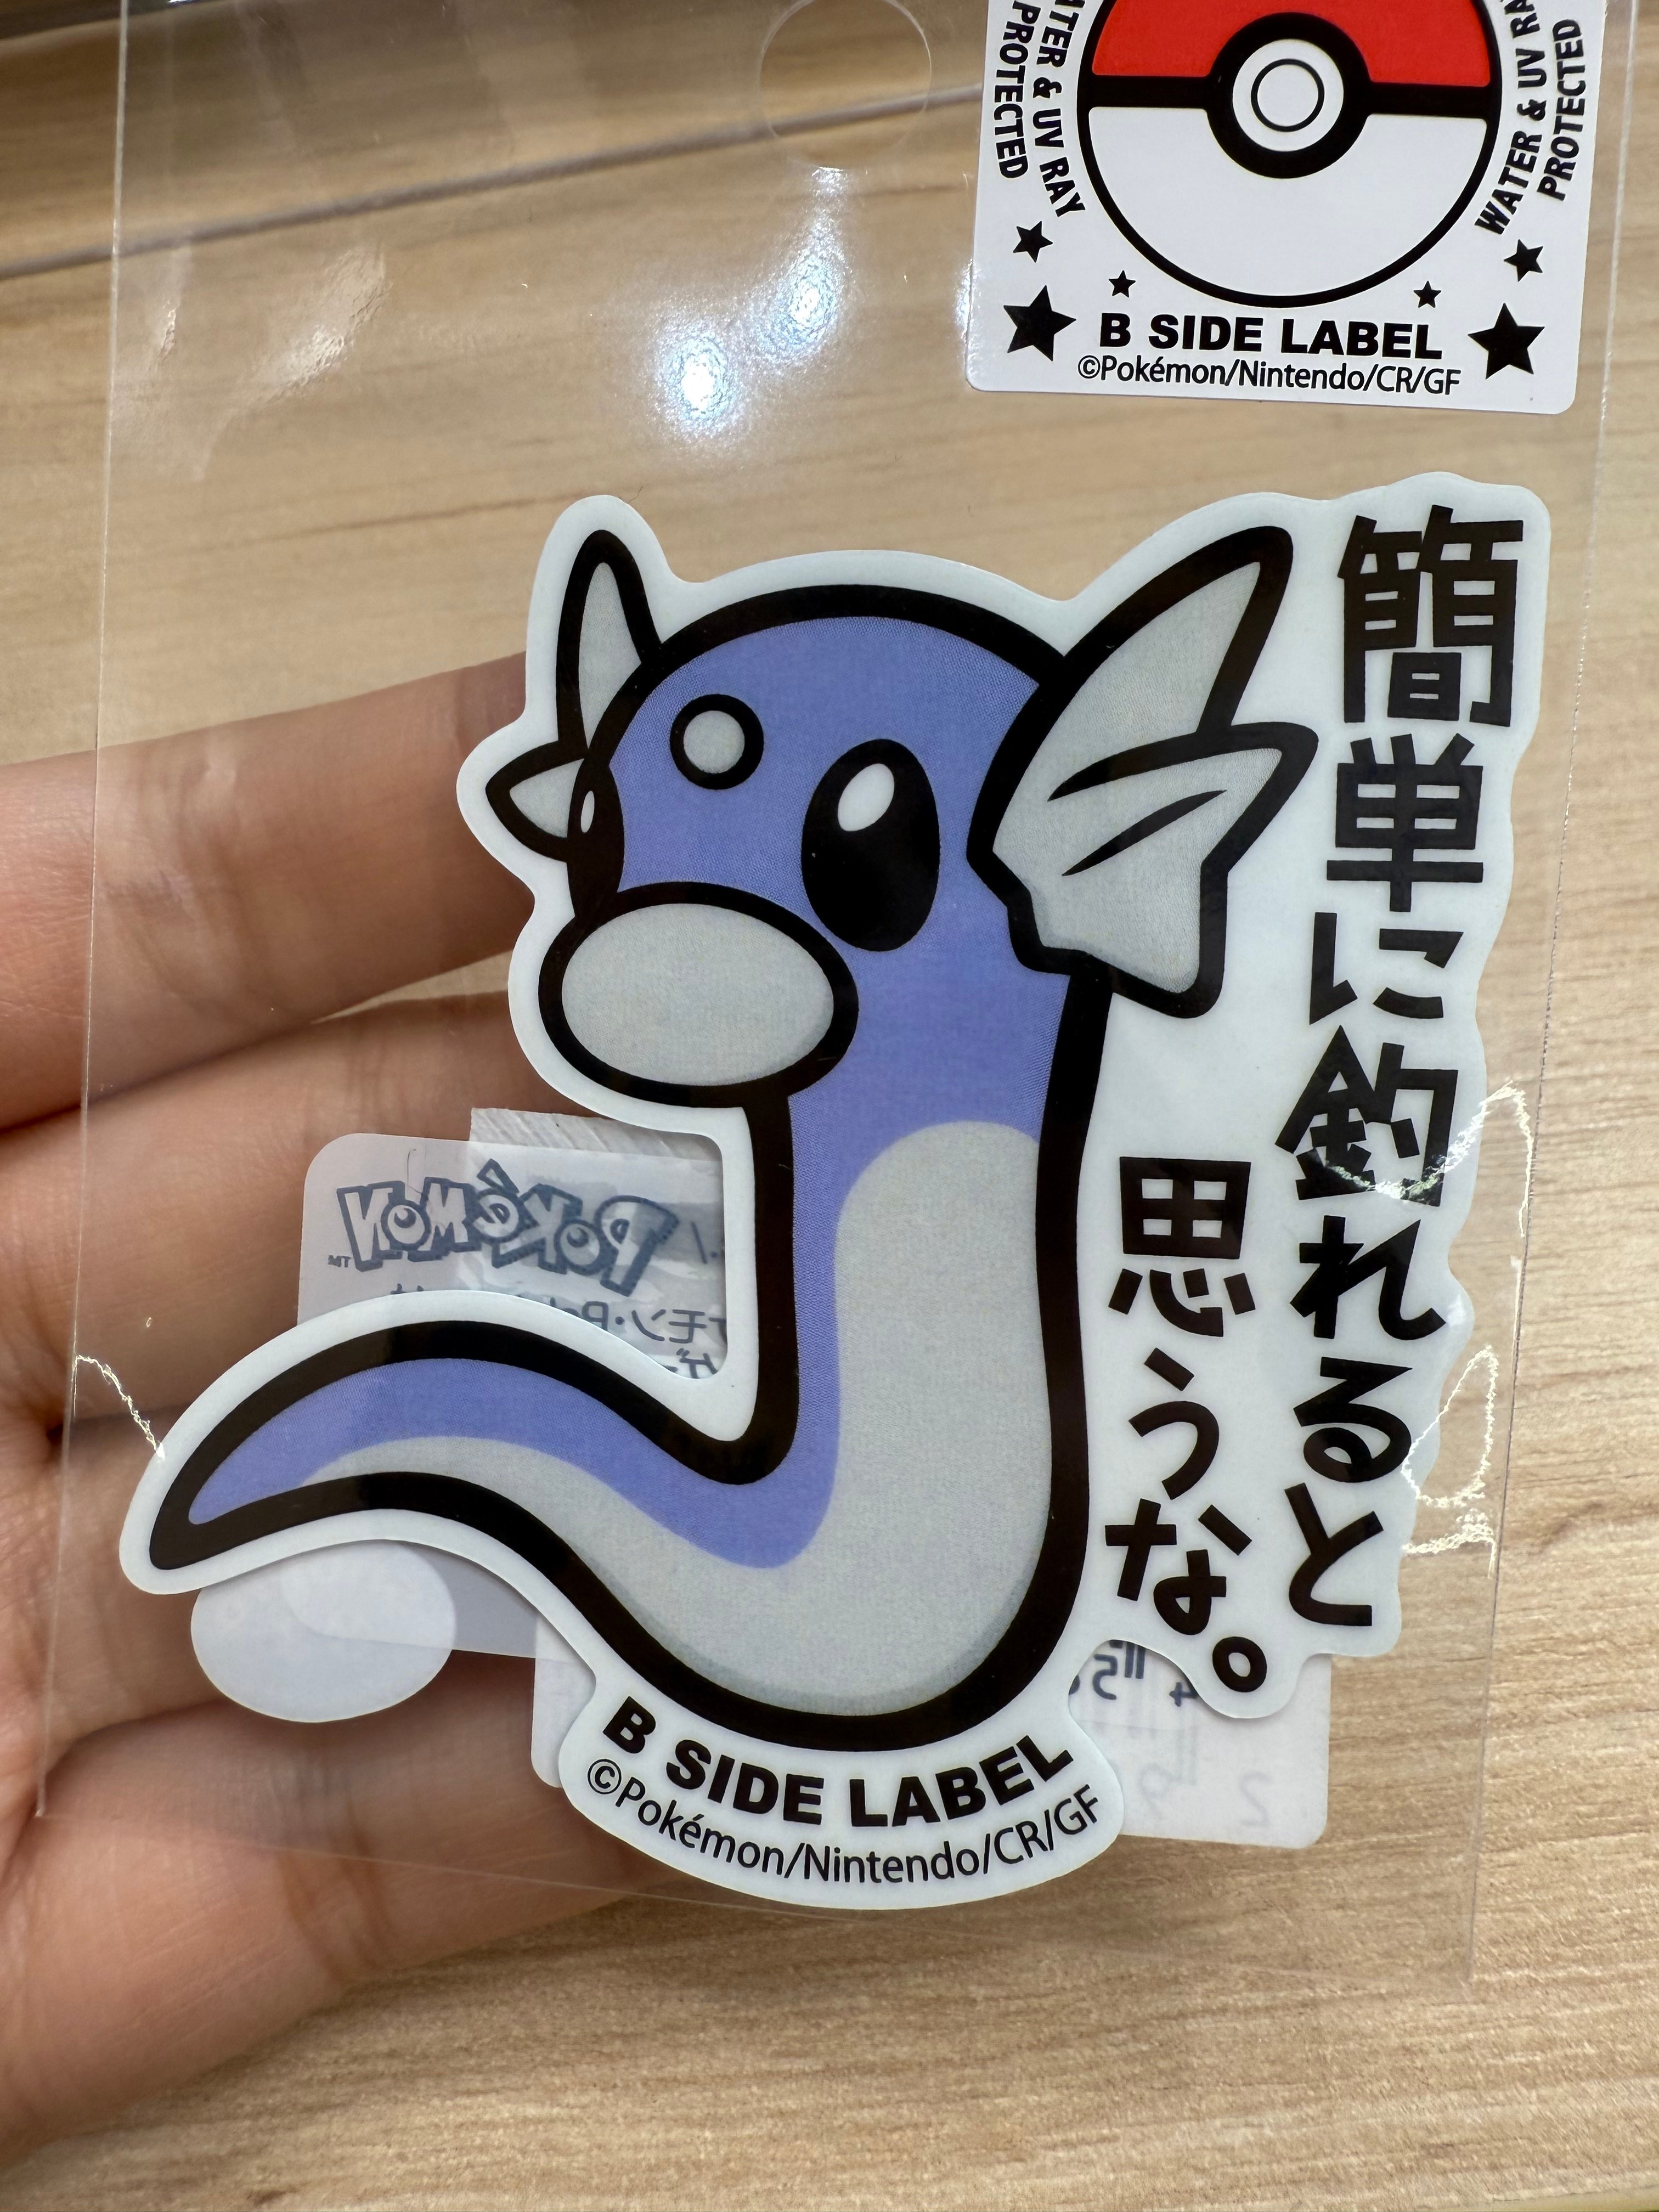 WATER & UV RAY
PROTECTED
WATER & UV RAY
PROTECTED
B SIDE LABEL
©Pokémon/Nintendo/CR/GF
簡単に釣れると
思うな。
POKéMON
TM
B SIDE LABEL
©Pokémon/Nintendo/CR/GF